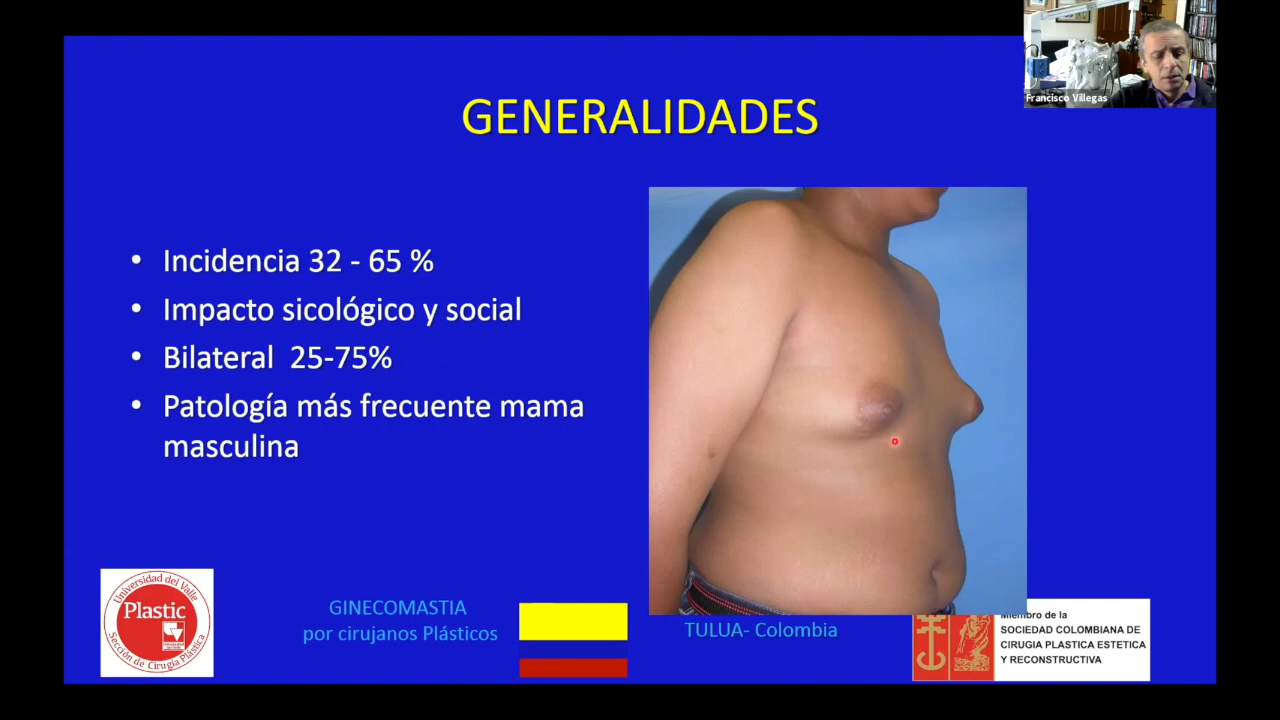 Francisco Villegas
GENERALIDADES
• Incidencia 32 - 65 %
• Impacto sicológico y social
• Bilateral 25-75%
• Patología más frecuente mama
masculina
Universidad del Valle
Plastic
Sección de Cirugía Plástica
GINECOMASTIA
por cirujanos Plásticos
TULUA- Colombia
Miembro de la
SOCIEDAD COLOMBIANA DE
CIRUGIA PLASTICA ESTETICA
Y RECONSTRUCTIVA